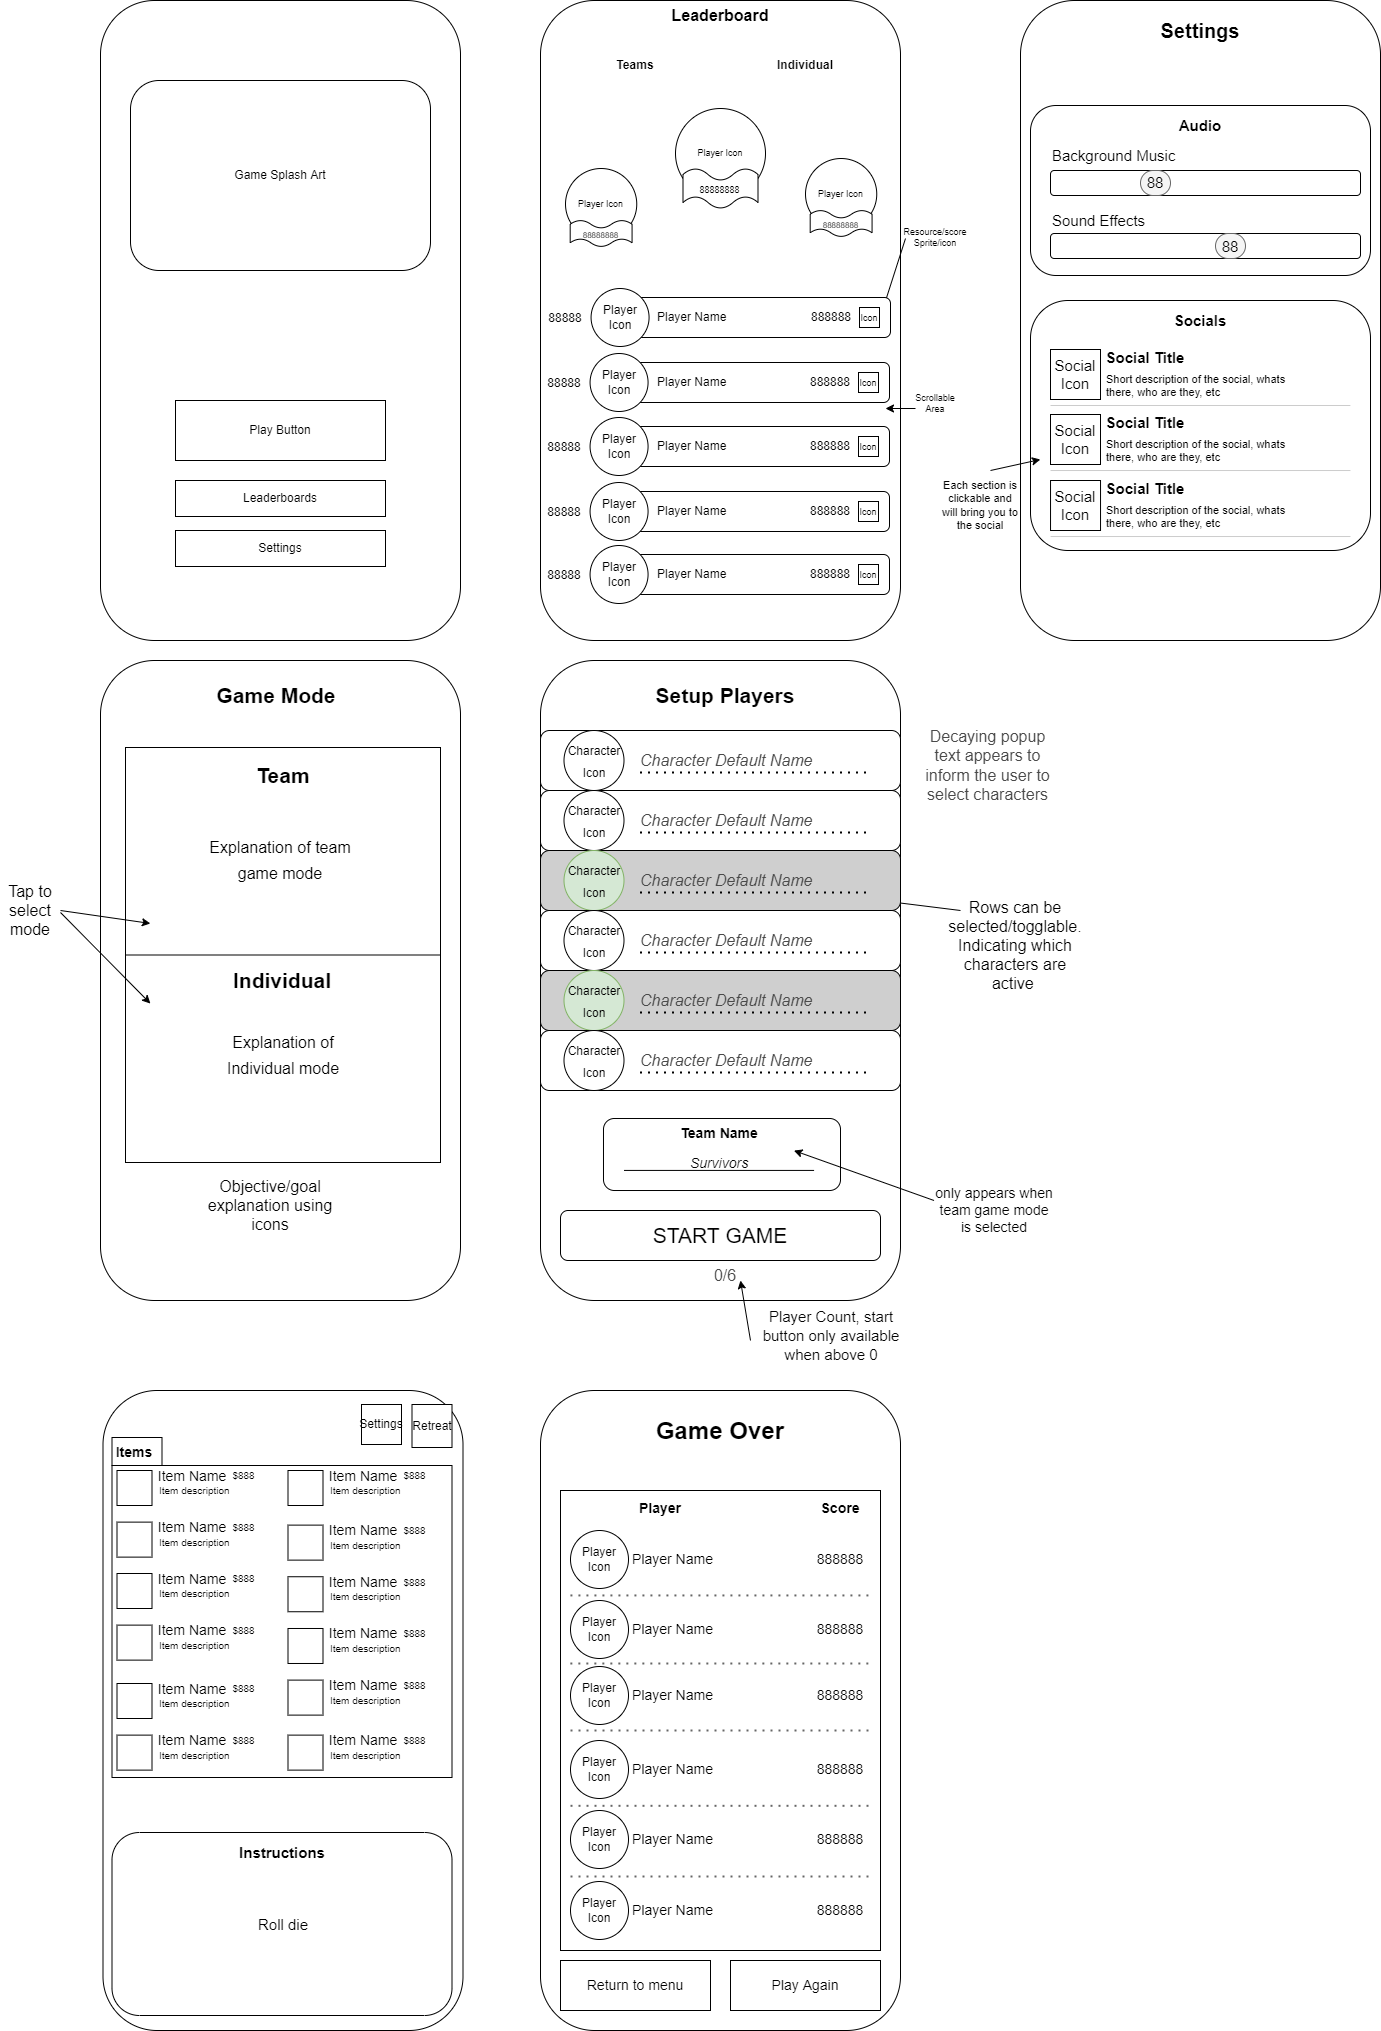 Game Splash Art
Play Button
Leaderboards
Settings
Leaderboard
Teams
Individual
Player Icon
88888888
Player Icon
88888888
Player Icon
88888888
Resource/score
Sprite/icon
88888
Player
Icon
Player Name
888888
Icon
88888
Player
Icon
Player Name
888888
Icon
Scrollable
Area
88888
Player
Icon
Player Name
888888
Icon
88888
Player
Icon
Player Name
888888
Icon
88888
Player
Icon
Player Name
888888
Icon
Settings
Audio
Background Music
88
Sound Effects
88
Socials
Social
Icon
Social Title
Short description of the social, whats
there, who are they, etc
Social
Icon
Social Title
Short description of the social, whats
there, who are they, etc
Social
Icon
Social Title
Short description of the social, whats
there, who are they, etc
Each section is
clickable and
will bring you to
the social
Game Mode
Team
Explanation of team
game mode
Tap to
select
mode
Individual
Explanation of
Individual mode
Objective/goal
explanation using
icons
Setup Players
Character
Icon
Character Default Name
Character
Icon
Character Default Name
Character
Icon
Character Default Name
Character
Icon
Character Default Name
Character
Icon
Character Default Name
Character
Icon
Character Default Name
Decaying popup
text appears to
inform the user to
select characters
Rows can be
selected/togglable.
Indicating which
characters are
active
Team Name
Survivors
only appears when
team game mode
is selected
START GAME
0/6
Player Count, start
button only available
when above 0
Settings
Retreat
Items
Item Name $888
Item description
Item Name $888
Item description
Item Name $888
Item description
Item Name $888
Item description
Item Name $888
Item description
Item Name $888
Item description
Item Name $888
Item description
Item Name $888
Item description
Item Name $888
Item description
Item Name $888
Item description
Item Name $888
Item description
Item Name $888
Item description
Instructions
Roll die
Game Over
Player
Score
Player
Icon
Player Name
888888
Player
Icon
Player Name
888888
Player
Icon
Player Name
888888
Player
Icon
Player Name
888888
Player
Icon
Player Name
888888
Player
Icon
Player Name
888888
Return to menu
Play Again